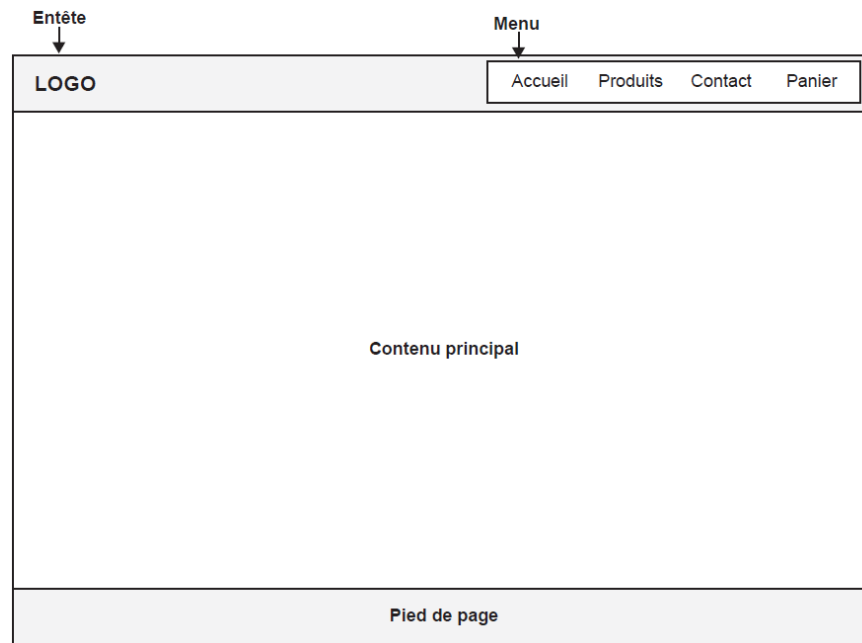 Entête
Menu
LOGO
Accueil Produits Contact Panier
Contenu principal
Pied de page